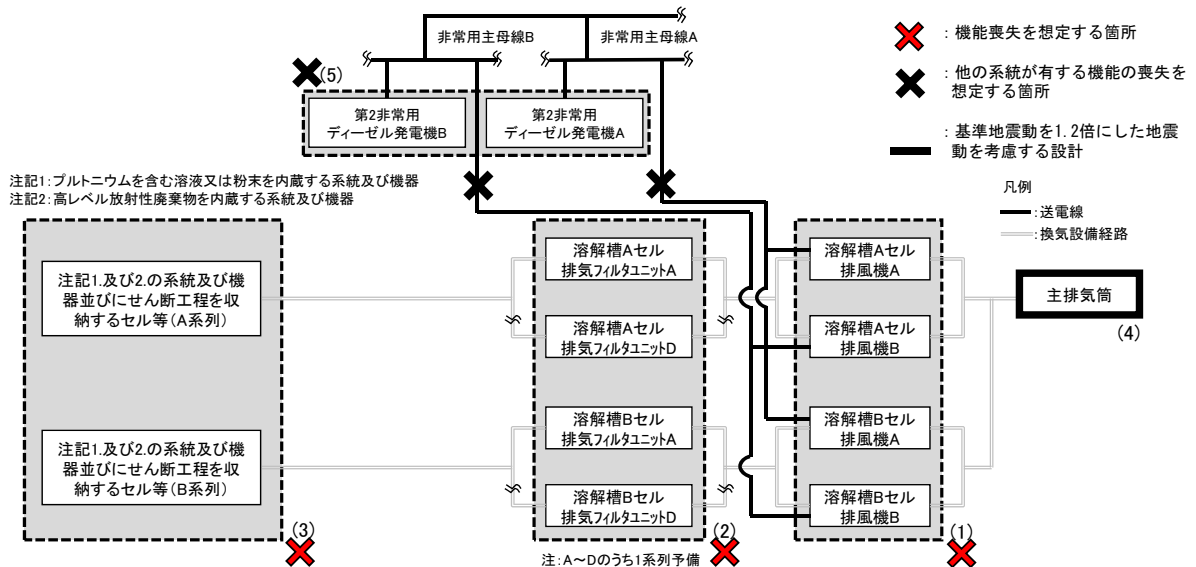 非常用主母線B
非常用主母線A
(5)
第2非常用
ディーゼル発電機B
第2非常用
ディーゼル発電機A
：機能喪失を想定する箇所
：他の系統が有する機能の喪失を
想定する箇所
：基準地震動を1.2倍にした地震
動を考慮する設計
凡例
：送電線
：換気設備経路
注記1：プルトニウムを含む溶液又は粉末を内蔵する系統及び機器
注記2：高レベル放射性廃棄物を内蔵する系統及び機器
注記1.及び2.の系統及び機
器並びにせん断工程を収
納するセル等（A系列）
注記1.及び2.の系統及び機
器並びにせん断工程を収
納するセル等（B系列）
(3)
溶解槽Aセル
排気フィルタユニットA
溶解槽Aセル
排気フィルタユニットD
溶解槽Bセル
排気フィルタユニットA
溶解槽Bセル
排気フィルタユニットD
(2)
注：A～Dのうち1系列予備
溶解槽Aセル
排風機A
溶解槽Aセル
排風機B
溶解槽Bセル
排風機A
溶解槽Bセル
排風機B
(1)
主排気筒
(4)